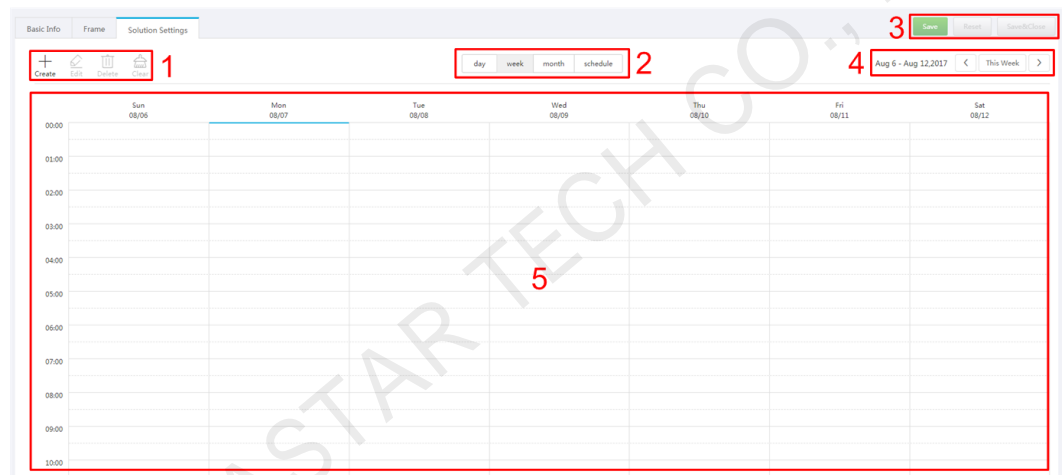 Basic Info Frame Solution Settings
3 Save Reset Save&Close
Create Edit Delete Clear 1
day week month schedule 2
4 Aug 6 - Aug 12,2017 < This Week >
Sun Mon Tue Wed Thu Fri Sat
08/06 08/07 08/08 08/09 08/10 08/11 08/12
00:00
01:00
02:00
03:00
04:00
5
05:00
06:00
07:00
08:00
09:00
10:00
ASTAR TECH CO.,